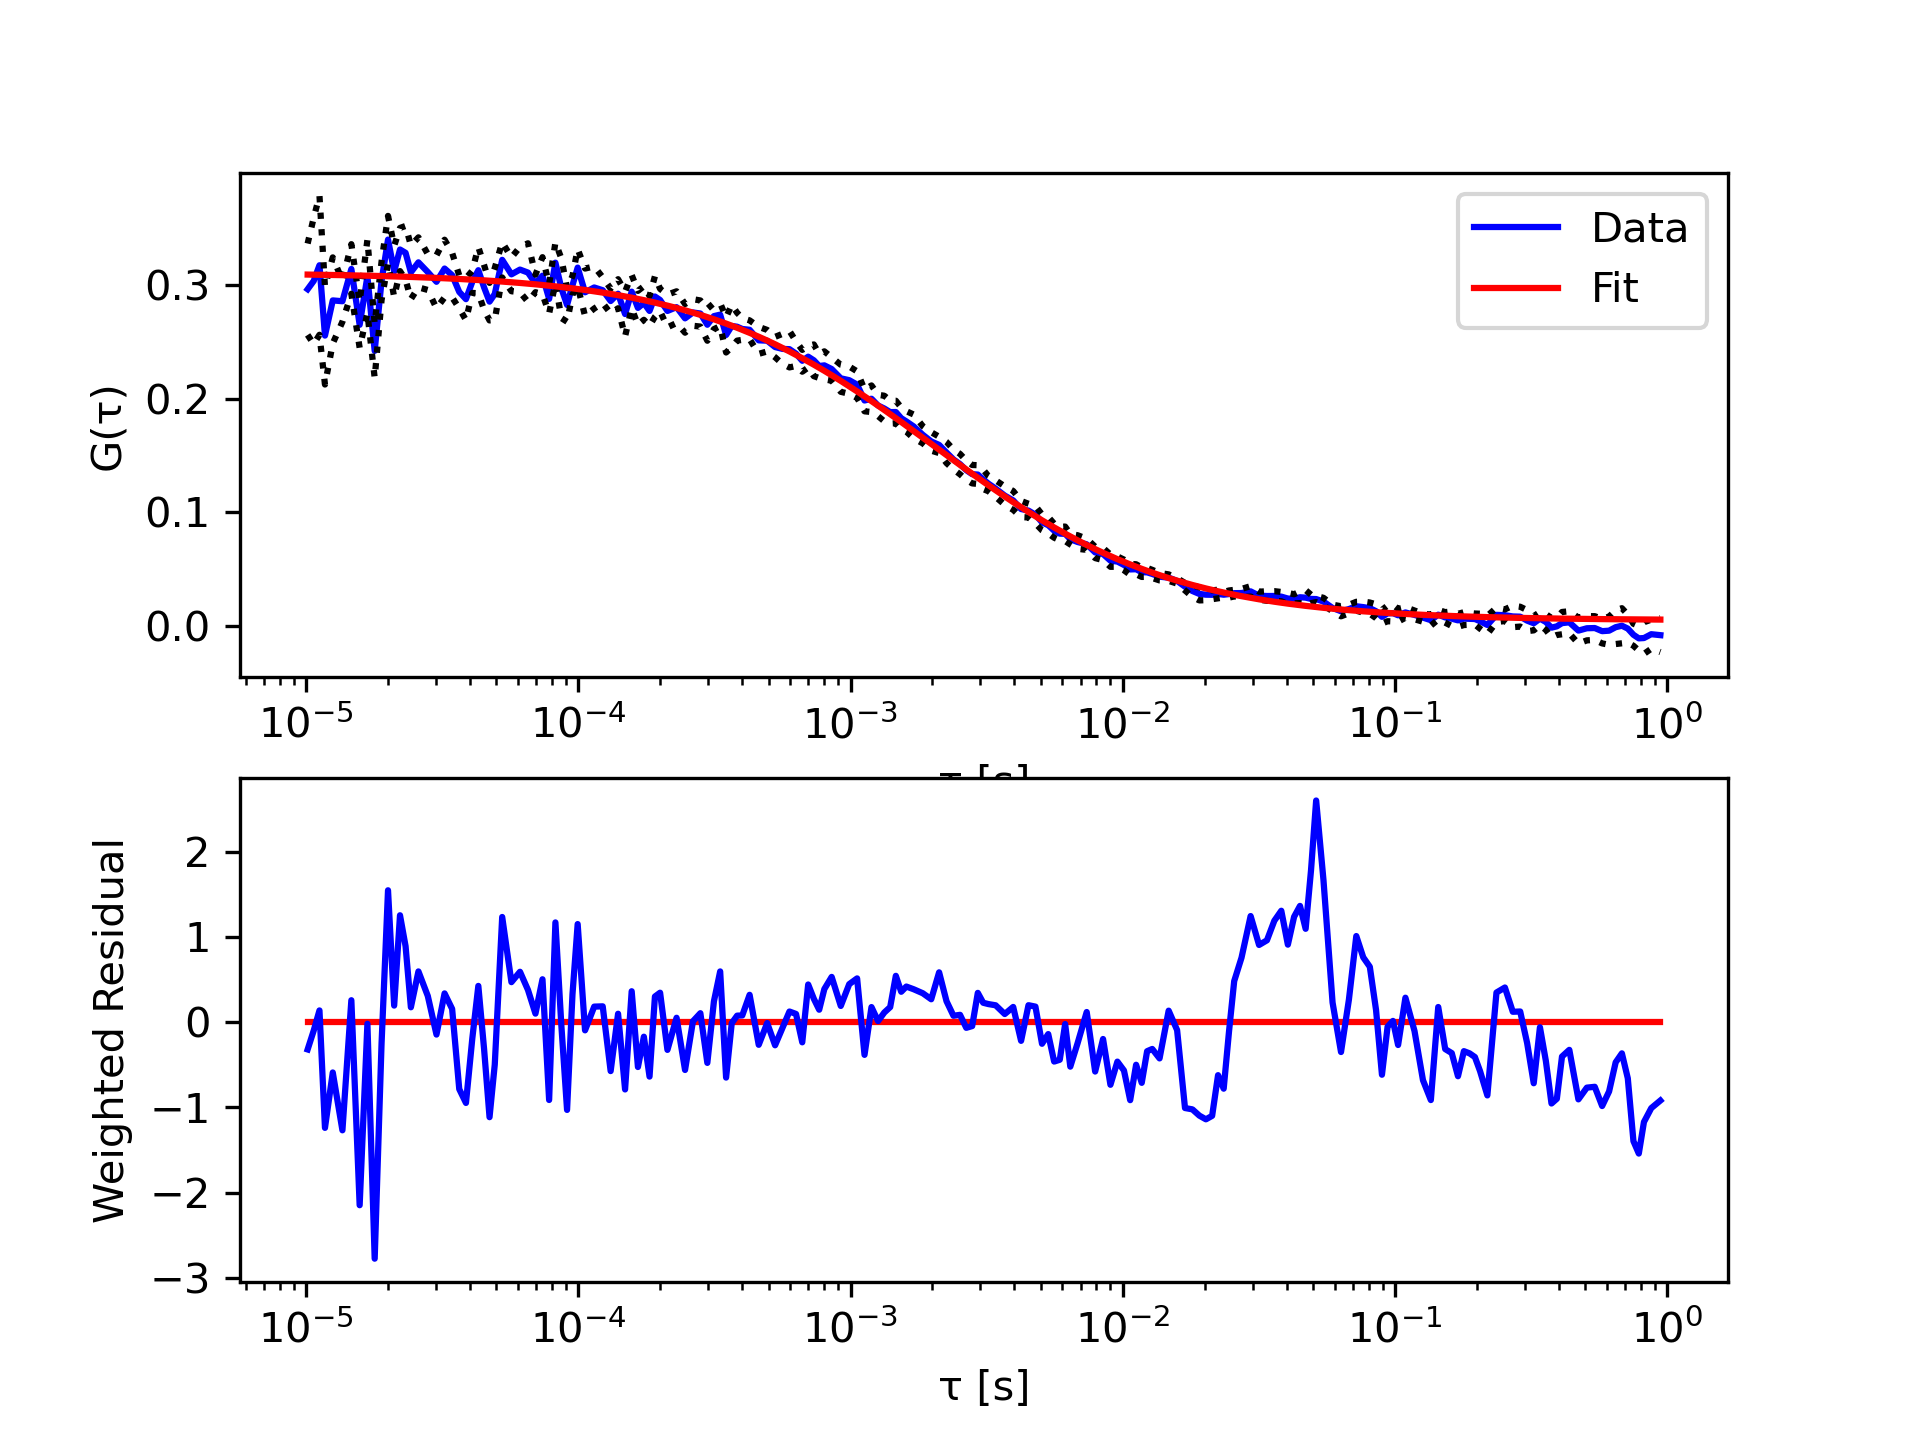 G(τ)
0.3
0.2
0.1
0.0
Data
Fit
10⁻⁵ 10⁻⁴ 10⁻³ 10⁻² 10⁻¹ 10⁰
τ [s]
Weighted Residual
2
1
0
−1
−2
−3
10⁻⁵ 10⁻⁴ 10⁻³ 10⁻² 10⁻¹ 10⁰
τ [s]